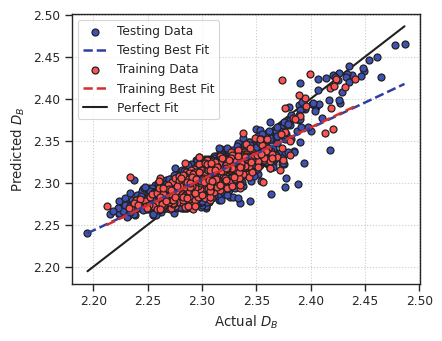 2.50
2.45
2.40
2.35
2.30
2.25
2.20
Predicted D_B
Testing Data
Testing Best Fit
Training Data
Training Best Fit
Perfect Fit
2.20 2.25 2.30 2.35 2.40 2.45 2.50
Actual D_B